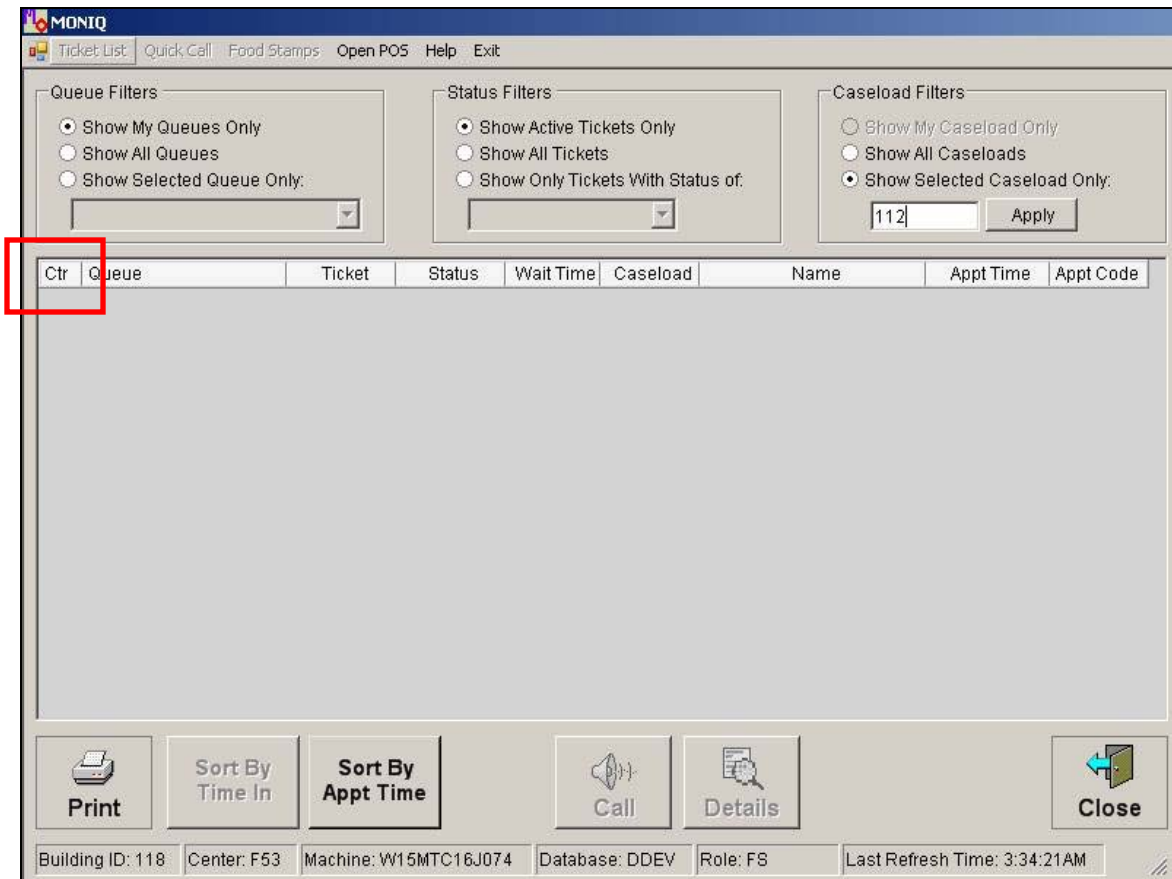 MONIQ
Ticket List Quick Call Food Stamps Open POS Help Exit
Queue Filters
Show My Queues Only
Show All Queues
Show Selected Queue Only:
Status Filters
Show Active Tickets Only
Show All Tickets
Show Only Tickets With Status of:
Caseload Filters
Show My Caseload Only
Show All Caseloads
Show Selected Caseload Only:
112 Apply
Ctr Queue Ticket Status Wait Time Caseload Name Appt Time Appt Code
Print
Sort By
Time In
Sort By
Appt Time
Call
Details
Close
Building ID: 118 Center: F53 Machine: W15MTC16J074 Database: DDEV Role: FS Last Refresh Time: 3:34:21AM